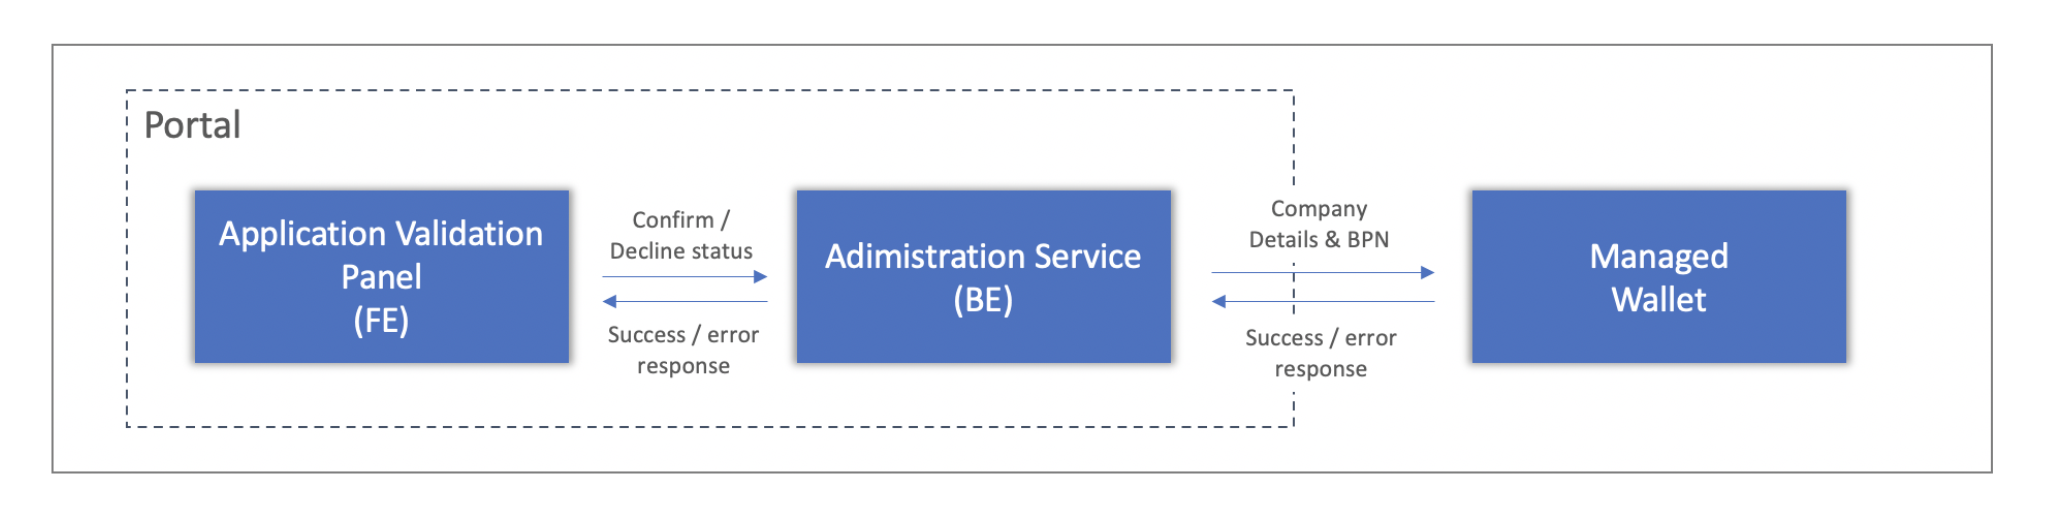 Portal
Application Validation
Panel
(FE)
Confirm /
Decline status
Success / error
response
Adimistration Service
(BE)
Company
Details & BPN
Success / error
response
Managed
Wallet